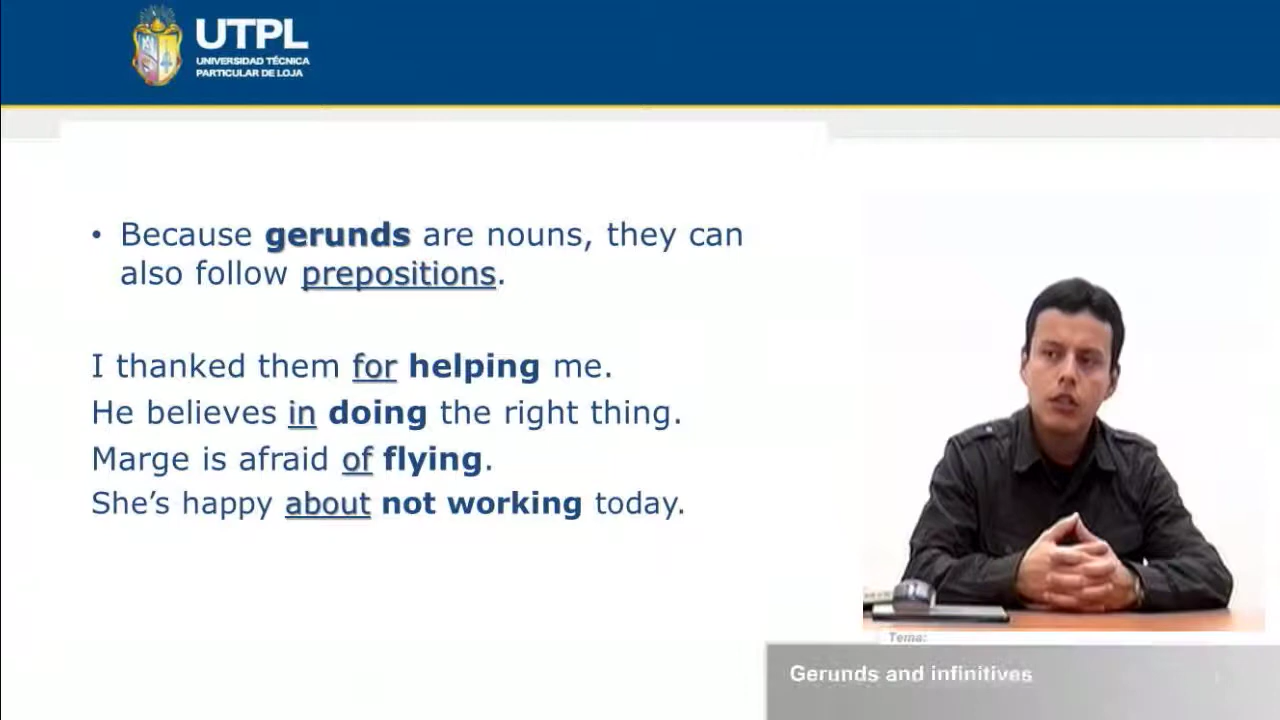 UTPL
UNIVERSIDAD TÉCNICA
PARTICULAR DE LOJA
• Because gerunds are nouns, they can
also follow prepositions.
I thanked them for helping me.
He believes in doing the right thing.
Marge is afraid of flying.
She’s happy about not working today.
Tema:
Gerunds and infinitives